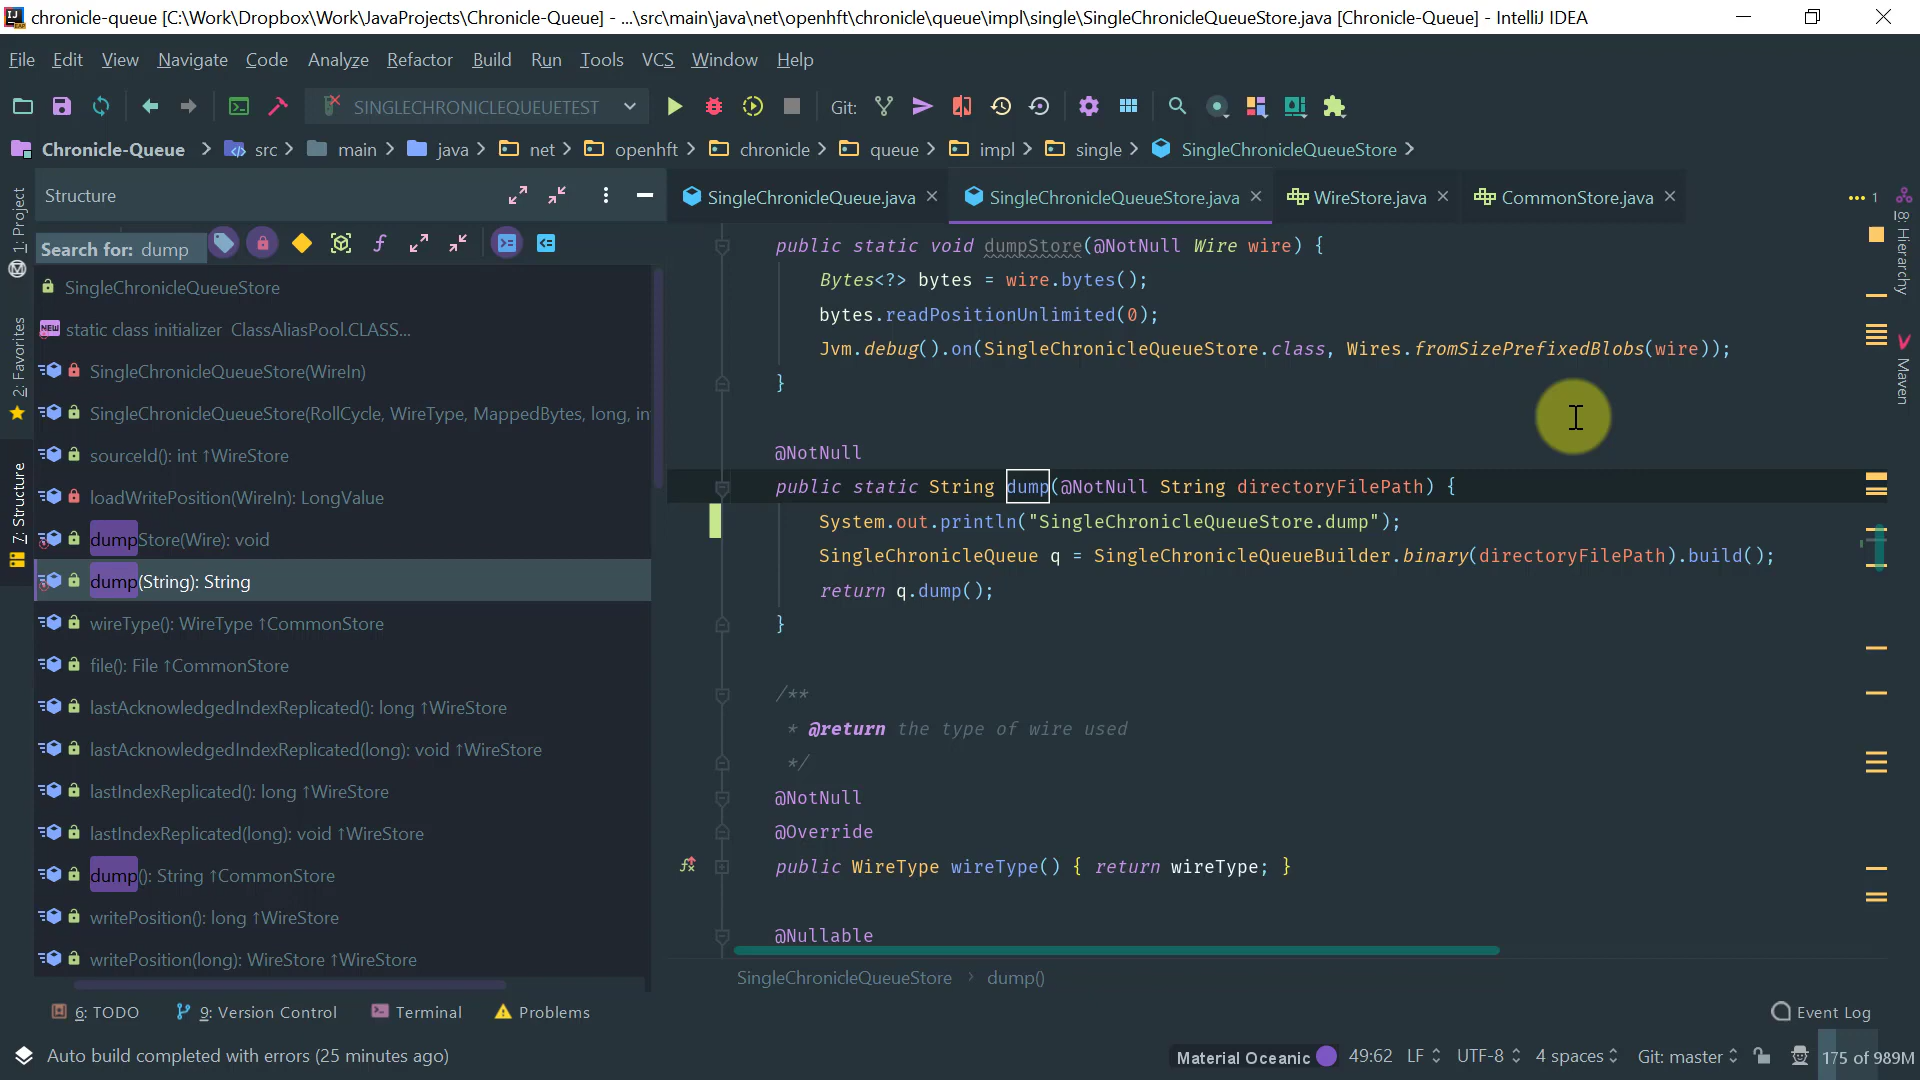 chronicle-queue [C:\Work\Dropbox\Work\JavaProjects\Chronicle-Queue] - ...\src\main\java\net\openhft\chronicle\queue\impl\single\SingleChronicleQueueStore.java [Chronicle-Queue] - IntelliJ IDEA
File Edit View Navigate Code Analyze Refactor Build Run Tools VCS Window Help
SINGLECHRONICLEQUEUETEST Git:
Chronicle-Queue src main java net openhft chronicle queue impl single SingleChronicleQueueStore
1: Project
2: Favorites
7: Structure
Structure
Search for: dump
SingleChronicleQueueStore
NEW static class initializer ClassAliasPool.CLASS...
SingleChronicleQueueStore(WireIn)
SingleChronicleQueueStore(RollCycle, WireType, MappedBytes, long, in
sourceId(): int ↑WireStore
loadWritePosition(WireIn): LongValue
dumpStore(Wire): void
dump(String): String
wireType(): WireType ↑CommonStore
file(): File ↑CommonStore
lastAcknowledgedIndexReplicated(): long ↑WireStore
lastAcknowledgedIndexReplicated(long): void ↑WireStore
lastIndexReplicated(): long ↑WireStore
lastIndexReplicated(long): void ↑WireStore
dump(): String ↑CommonStore
writePosition(): long ↑WireStore
writePosition(long): WireStore ↑WireStore
SingleChronicleQueue.java SingleChronicleQueueStore.java WireStore.java CommonStore.java 1
public static void dumpStore(@NotNull Wire wire) {
Bytes<?> bytes = wire.bytes();
bytes.readPositionUnlimited(0);
Jvm.debug().on(SingleChronicleQueueStore.class, Wires.fromSizePrefixedBlobs(wire));
}
@NotNull
public static String dump(@NotNull String directoryFilePath) {
System.out.println("SingleChronicleQueueStore.dump");
SingleChronicleQueue q = SingleChronicleQueueBuilder.binary(directoryFilePath).build();
return q.dump();
}
/**
* @return the type of wire used
*/
@NotNull
@Override
public WireType wireType() { return wireType; }
@Nullable
SingleChronicleQueueStore dump()
8: Hierarchy
Maven
6: TODO 9: Version Control Terminal Problems Event Log
Auto build completed with errors (25 minutes ago) Material Oceanic 49:62 LF UTF-8 4 spaces Git: master 175 of 989M